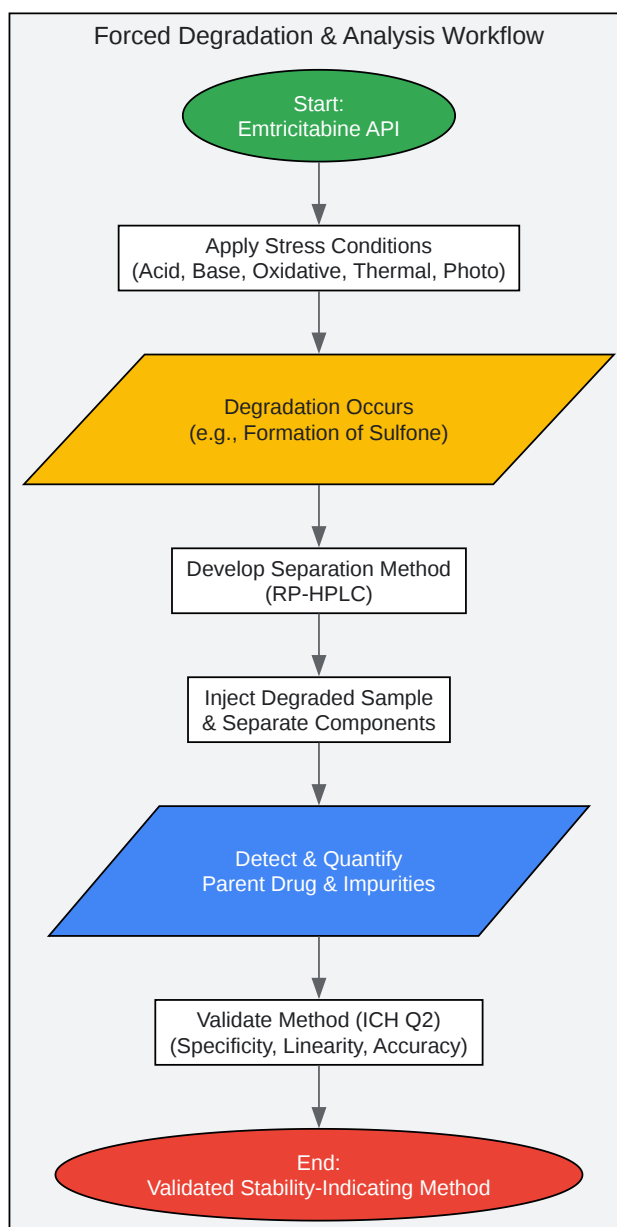 Forced Degradation & Analysis Workflow
Start:
Emtricitabine API
Apply Stress Conditions
(Acid, Base, Oxidative, Thermal, Photo)
Degradation Occurs
(e.g., Formation of Sulfone)
Develop Separation Method
(RP-HPLC)
Inject Degraded Sample
& Separate Components
Detect & Quantify
Parent Drug & Impurities
Validate Method (ICH Q2)
(Specificity, Linearity, Accuracy)
End:
Validated Stability-Indicating Method